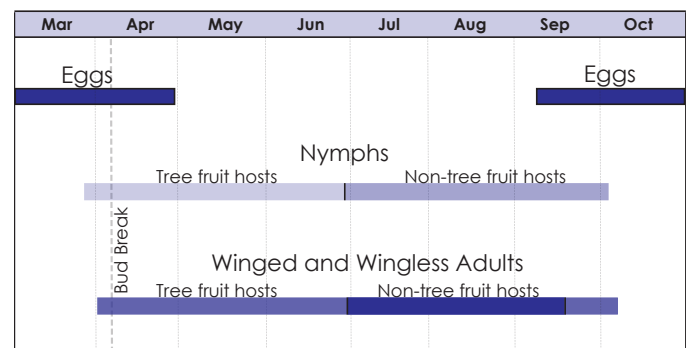 Mar Apr May Jun Jul Aug Sep Oct
Eggs Eggs
Nymphs
Tree fruit hosts Non-tree fruit hosts
Bud Break
Winged and Wingless Adults
Tree fruit hosts Non-tree fruit hosts